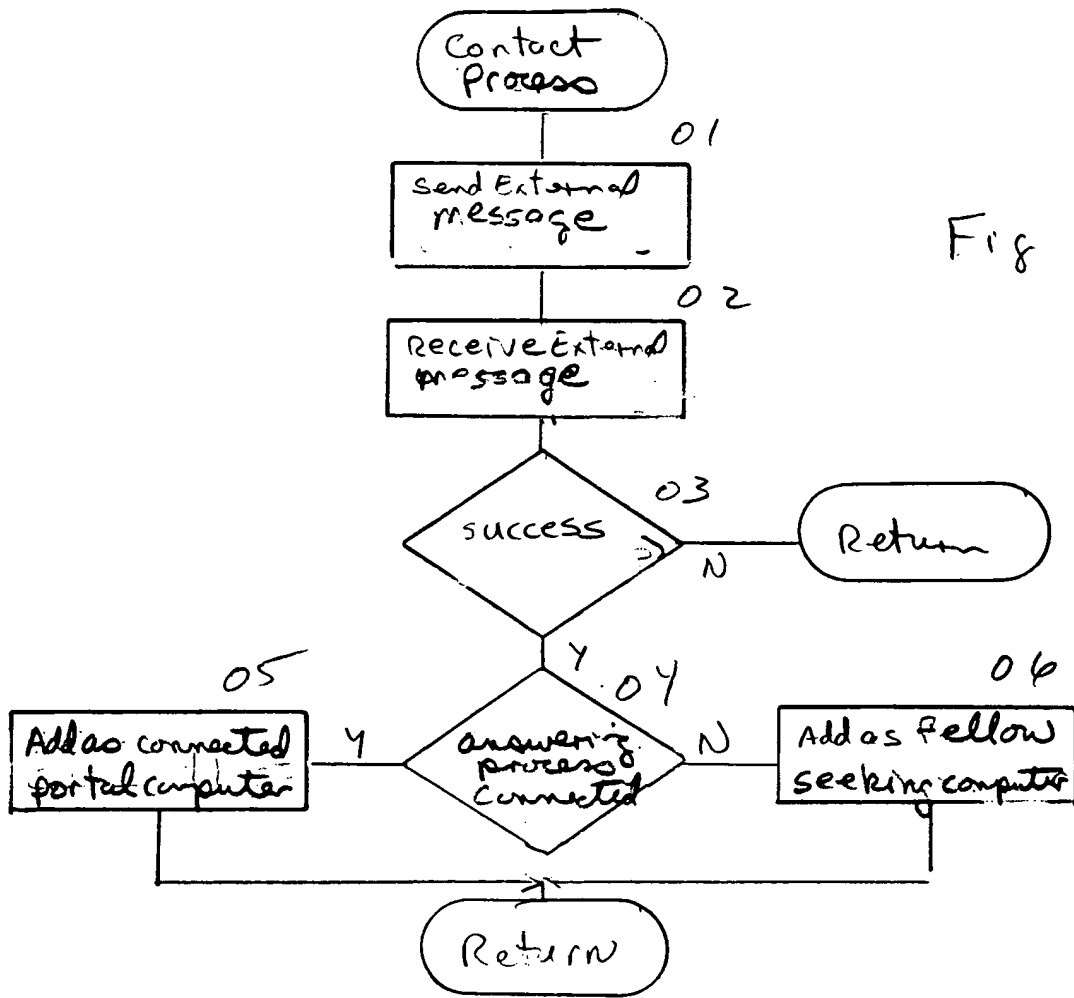 Contact
Process
01
Send External
message
Fig
02
Receive External
message
03
success
N
Return
Y
04
05
06
Add as connected
portal computer
Y
answering
process
connected
N
Add as fellow
seeking computer
Return